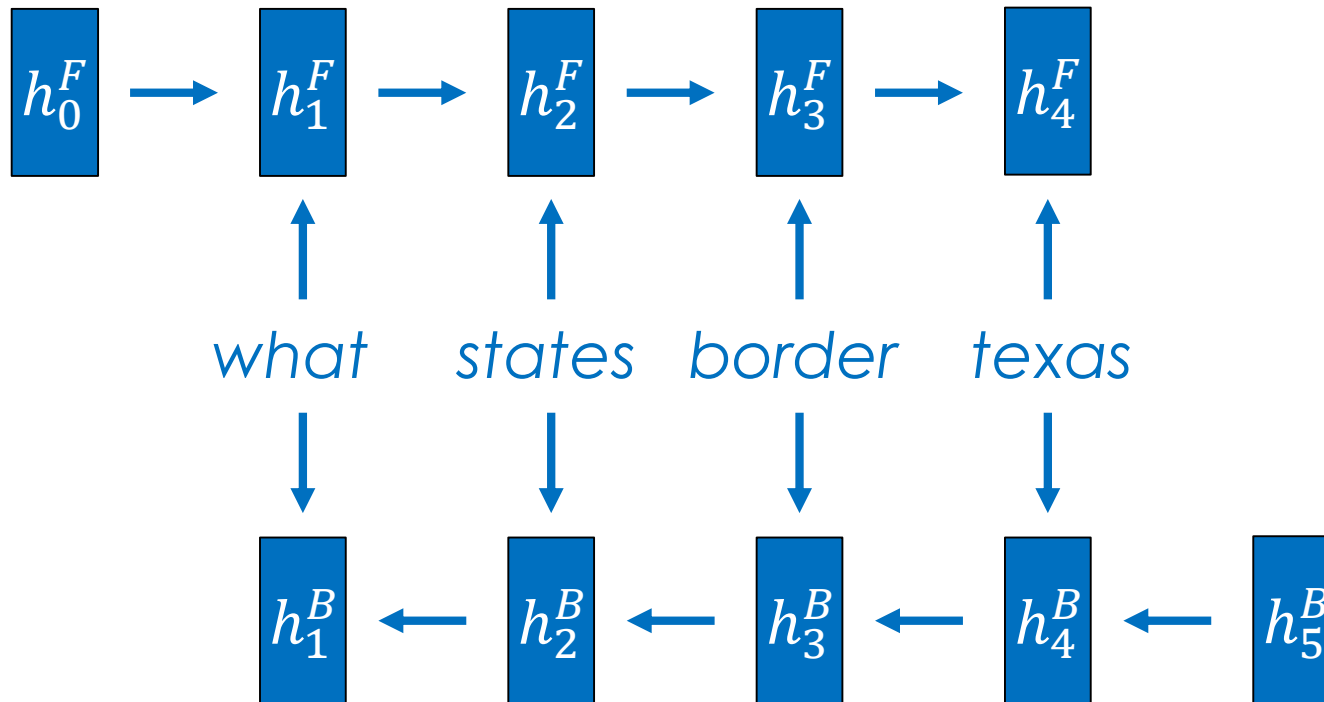 h_0^F h_1^F h_2^F h_3^F h_4^F
what states border texas
h_1^B h_2^B h_3^B h_4^B h_5^B